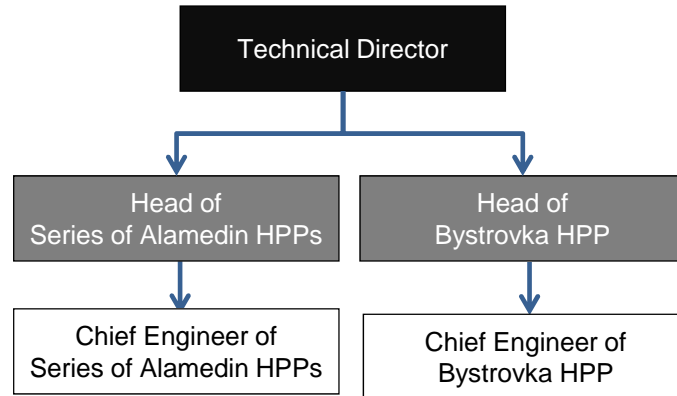 Technical Director
Head of
Series of Alamedin HPPs
Head of
Bystrovka HPP
Chief Engineer of
Series of Alamedin HPPs
Chief Engineer of
Bystrovka HPP